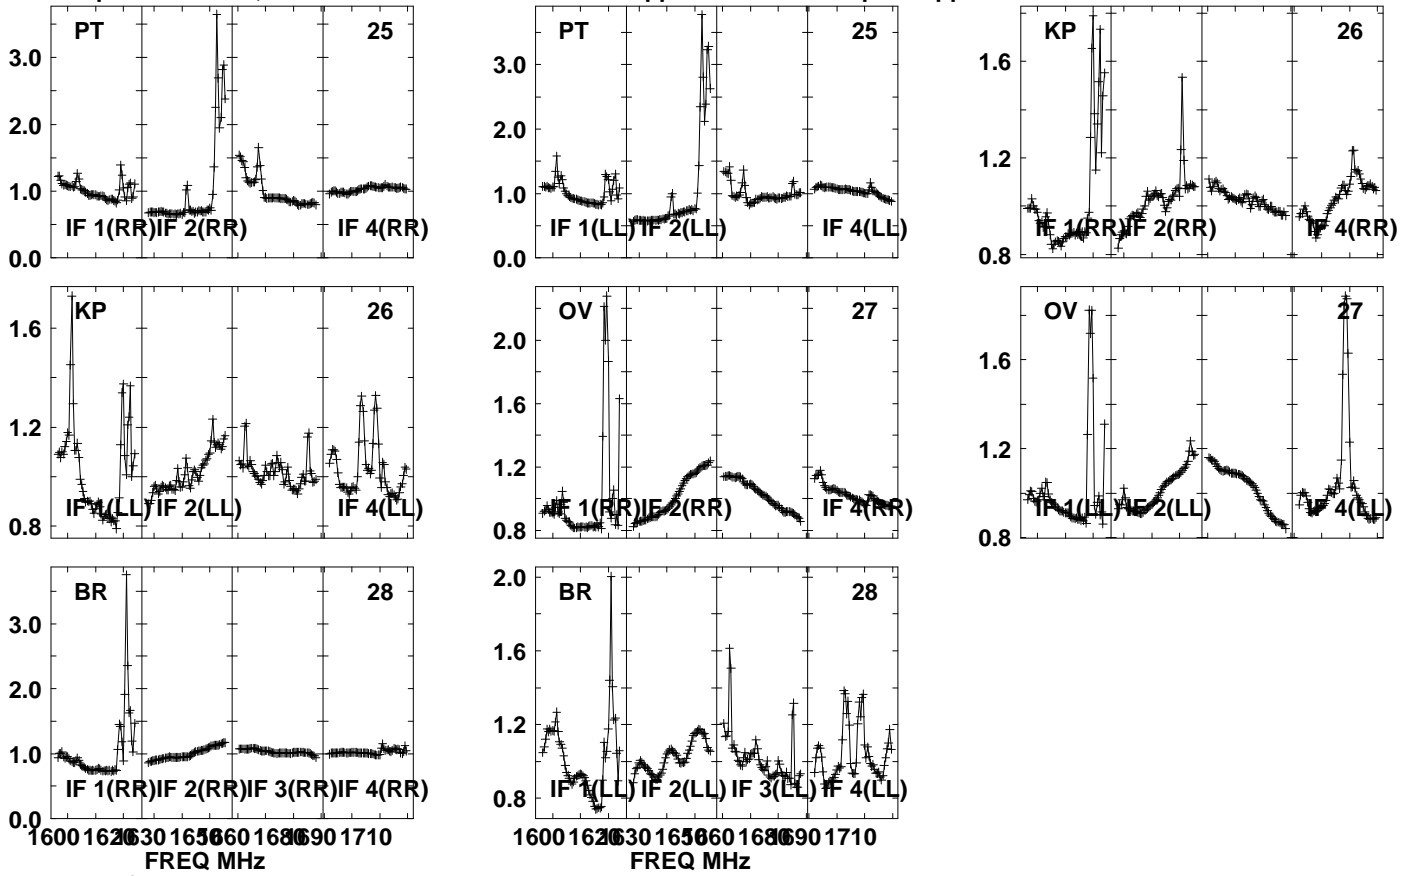 PT 25 PT 25 KP 26
3.0 3.0 1.6
2.0 2.0 1.2
1.0 1.0 0.8
0.0 0.0
IF 1(RR) IF 2(RR) IF 4(RR) IF 1(LL) IF 2(LL) IF 4(LL) IF 1(RR) IF 2(RR) IF 4(RR)
KP 26 OV 27 OV 27
1.6 2.0 1.6
1.2 1.6 1.2
0.8 1.2 0.8
0.8
IF 1(LL) IF 2(LL) IF 4(LL) IF 1(RR) IF 2(RR) IF 4(RR) IF 1(LL) IF 2(LL) IF 4(LL)
BR 28 BR 28
3.0 2.0
2.0 1.6
1.0 1.2
0.0 0.8
IF 1(RR) IF 2(RR) IF 3(RR) IF 4(RR) IF 1(LL) IF 2(LL) IF 3(LL) IF 4(LL)
1600 1630 1690 1710 1600 1630 1690 1710
FREQ MHz FREQ MHz